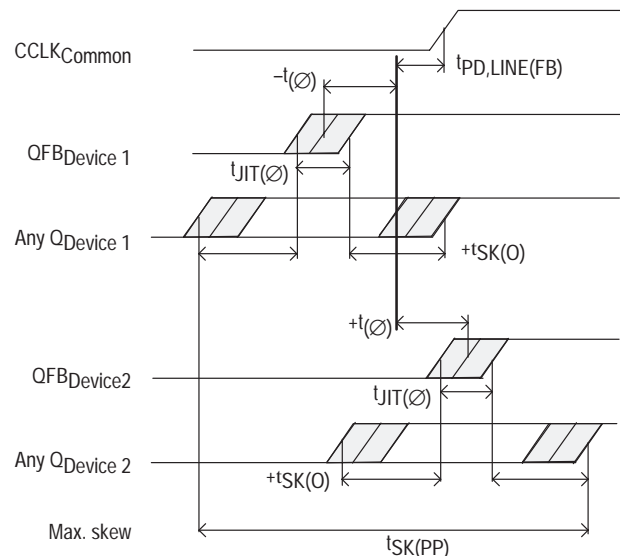 CCLKCommon
tPD,LINE(FB)
–t(∅)
QFBDevice 1
tJIT(∅)
Any QDevice 1
+tSK(O)
+t(∅)
QFBDevice2
tJIT(∅)
Any QDevice 2
+tSK(O)
Max. skew
tSK(PP)